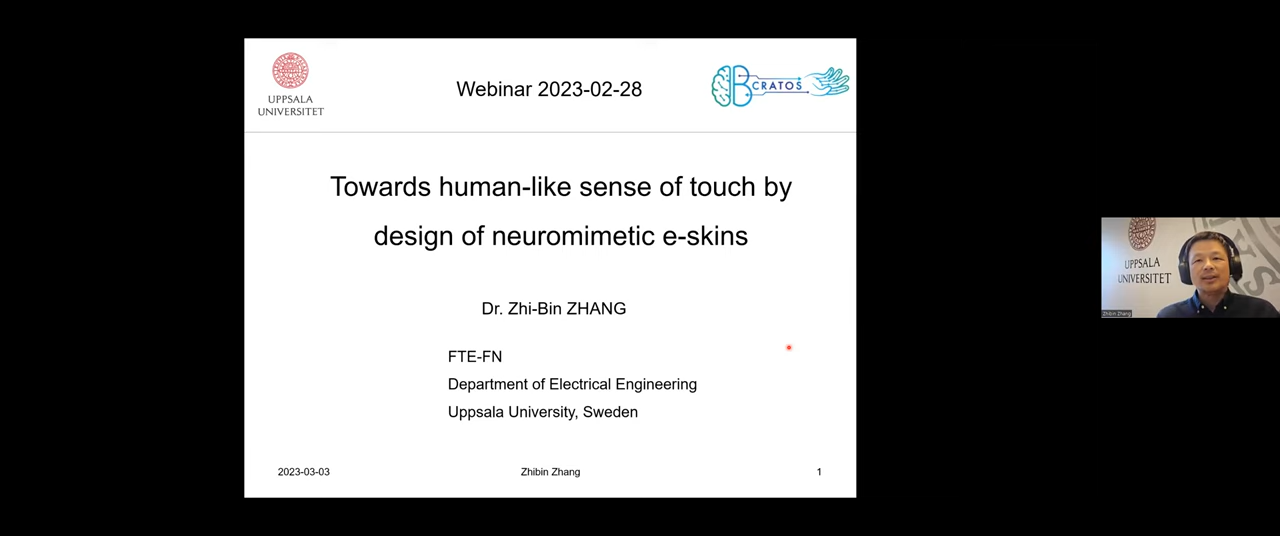 UPPSALA
UNIVERSITET
Webinar 2023-02-28
B CRATOS
Towards human-like sense of touch by
design of neuromimetic e-skins
Dr. Zhi-Bin ZHANG
FTE-FN
Department of Electrical Engineering
Uppsala University, Sweden
2023-03-03
Zhibin Zhang
1
UPPSALA
UNIVERSITET
Zhibin Zhang